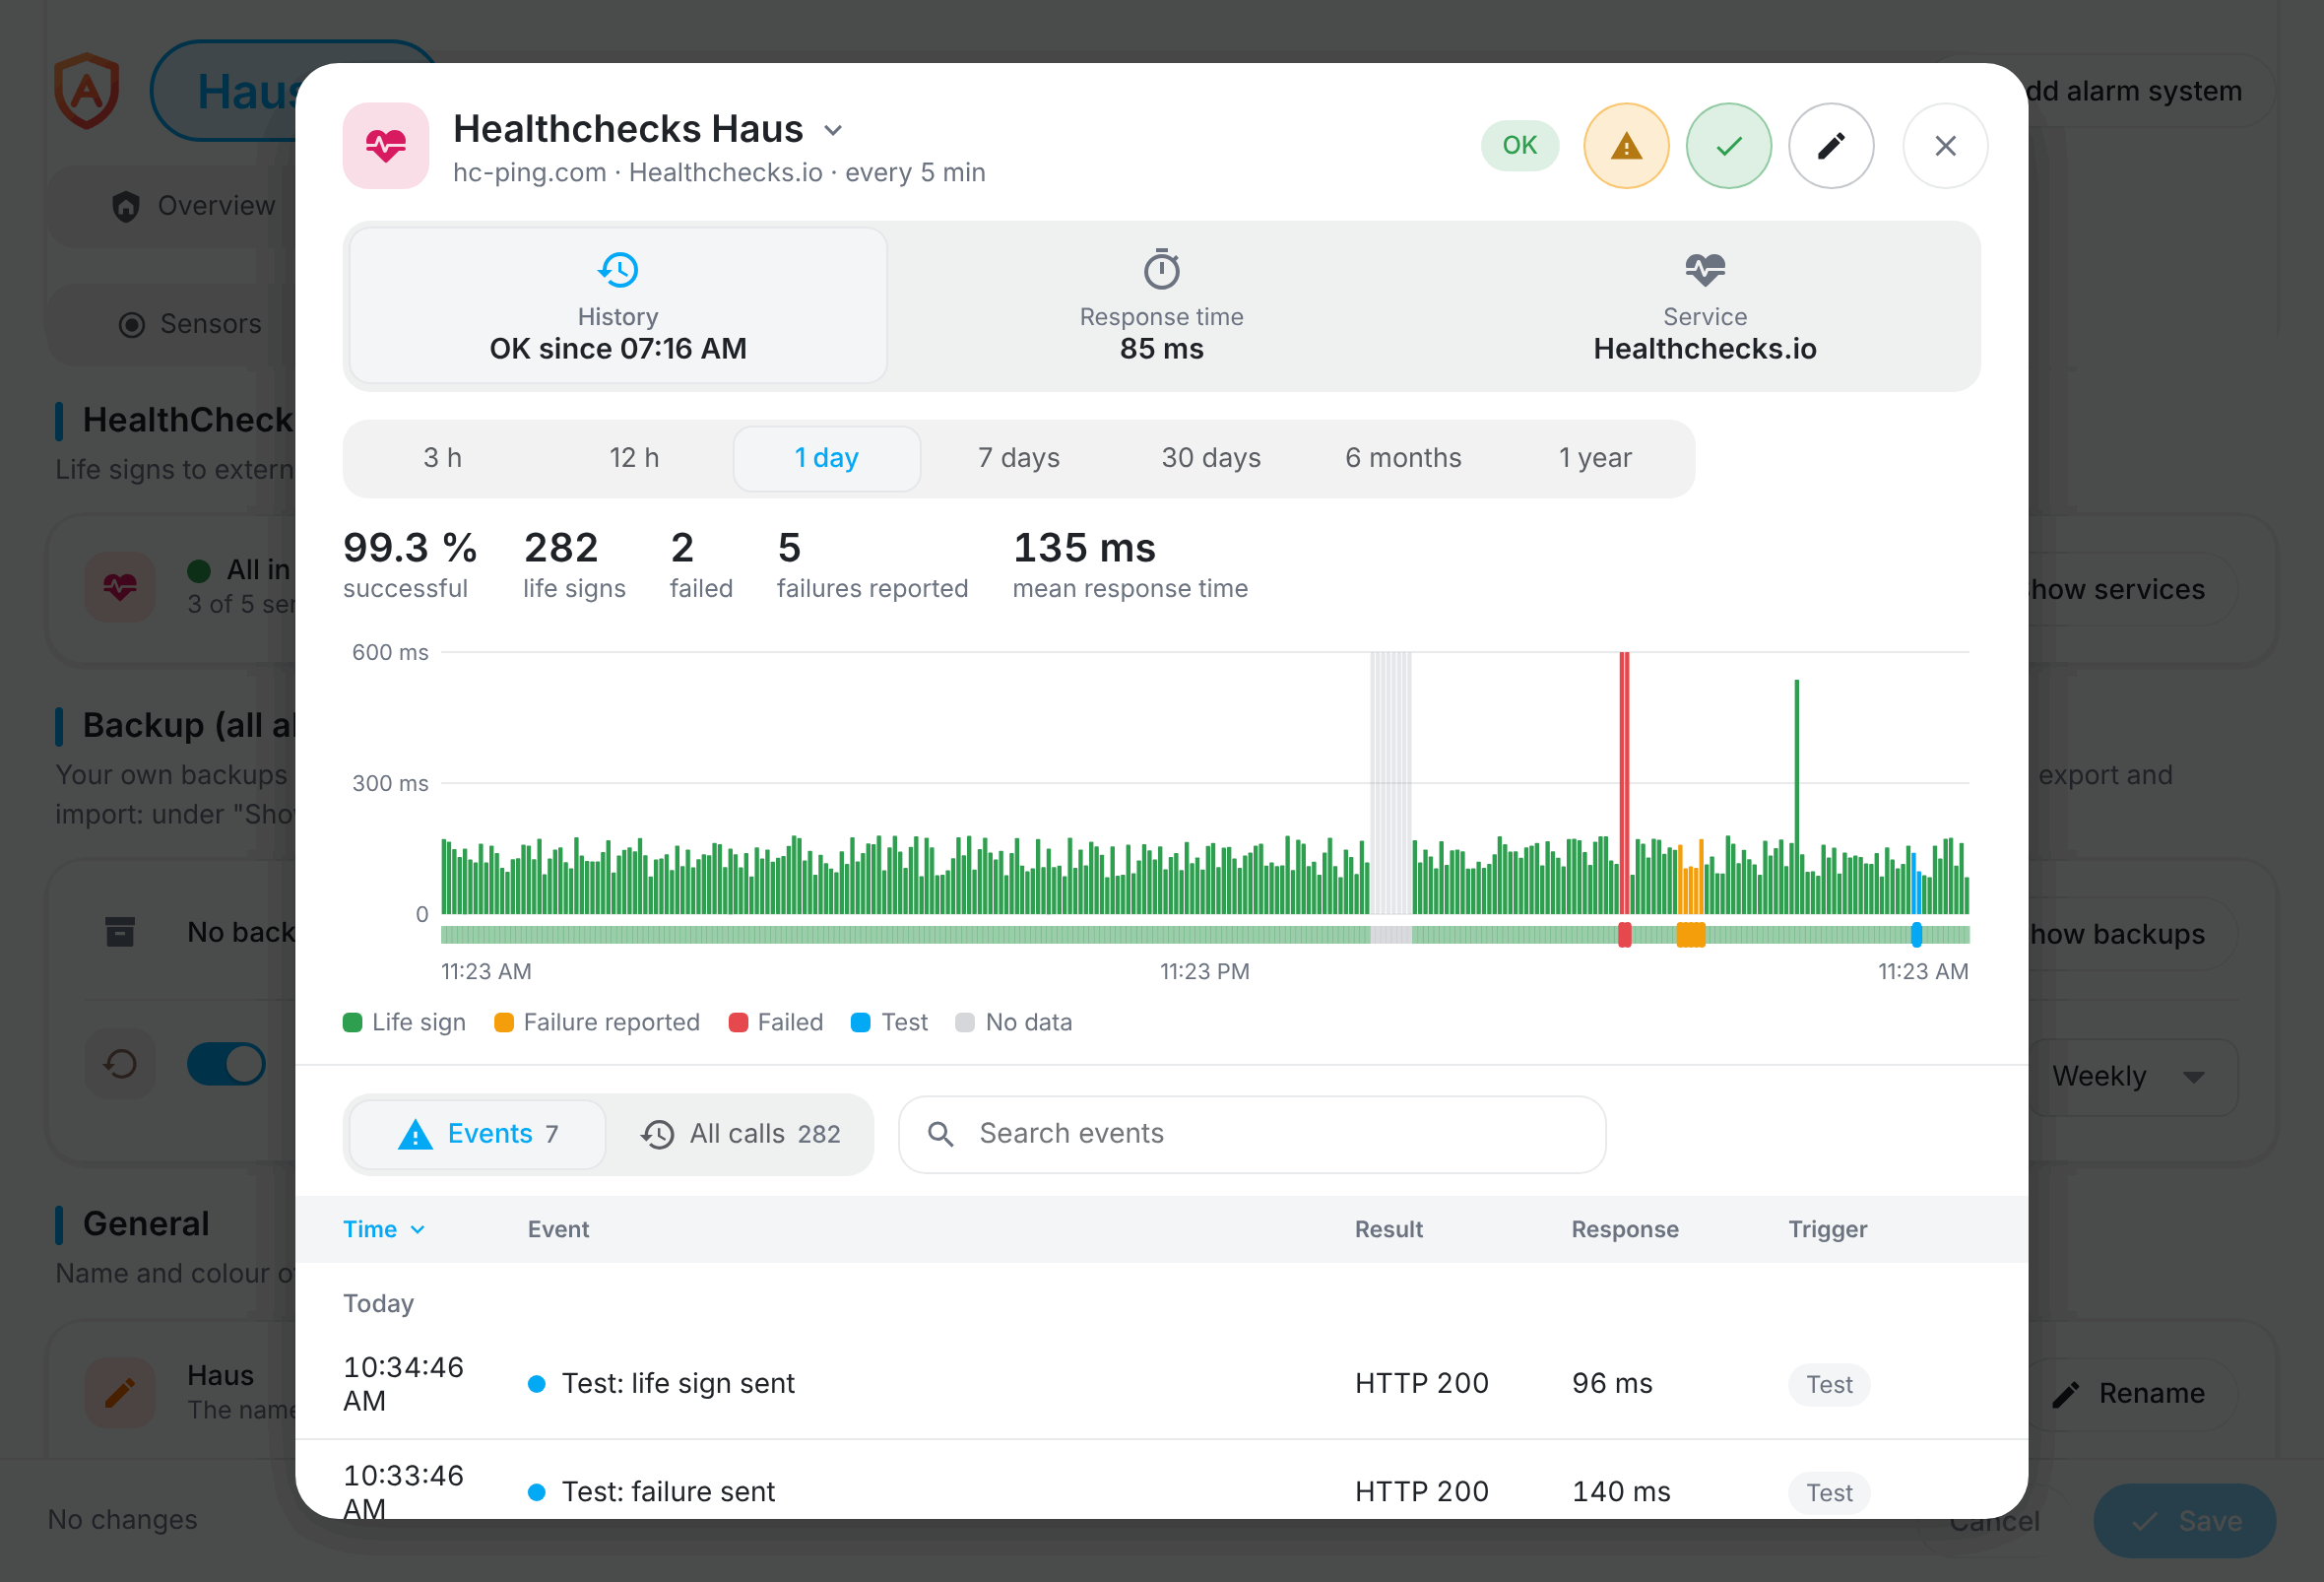 Haus
dd alarm system
Healthchecks Haus
hc-ping.com · Healthchecks.io · every 5 min
OK
Overview
Sensors
History
OK since 07:16 AM
Response time
85 ms
Service
Healthchecks.io
HealthCheck
Life signs to extern
3 h
12 h
1 day
7 days
30 days
6 months
1 year
All in
3 of 5 ser
how services
99.3 %
successful
282
life signs
2
failed
5
failures reported
135 ms
mean response time
600 ms
300 ms
0
11:23 AM
11:23 PM
11:23 AM
Backup (all al
Your own backups
export and
import: under "Show
No back
how backups
Life sign
Failure reported
Failed
Test
No data
Weekly
Events 7
All calls 282
Search events
General
Name and colour o
Time
Event
Result
Response
Trigger
Today
10:34:46 AM
Test: life sign sent
HTTP 200
96 ms
Test
Haus
The name
Rename
10:33:46 AM
Test: failure sent
HTTP 200
140 ms
Test
No changes
Cancel
Save